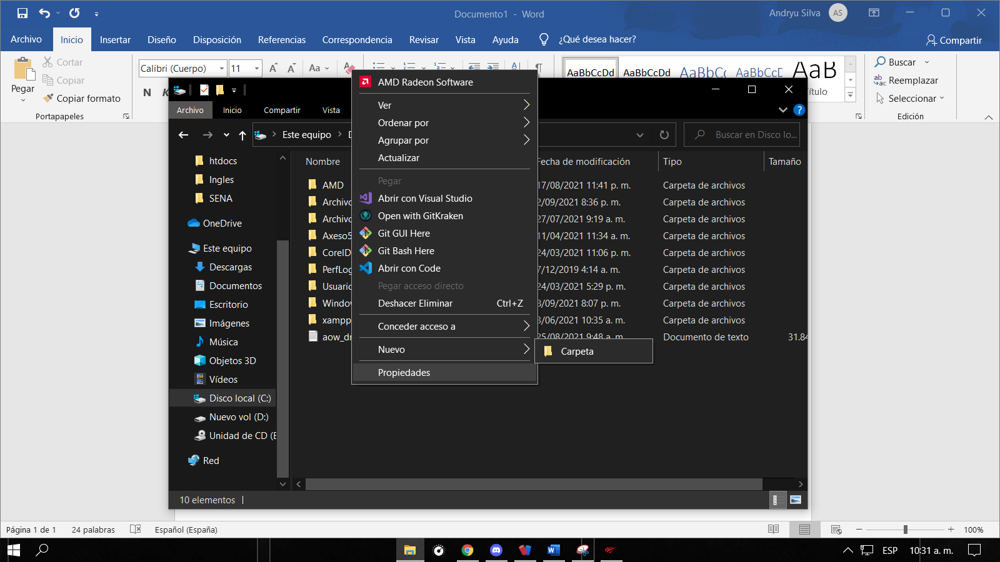 Documento1 - Word
Andryu Silva
AS
Archivo
Inicio
Insertar
Diseño
Disposición
Referencias
Correspondencia
Revisar
Vista
Ayuda
¿Qué desea hacer?
Compartir
Pegar
Cortar
Copiar
Copiar formato
Portapapeles
Calibri (Cuerpo)
11
Aa
N
K
AaBbCcDd
AaBbCcDd
AaBbCc
AaBbCcC
AaB
ítulo
Buscar
Reemplazar
Seleccionar
Edición
Archivo
Inicio
Compartir
Vista
Este equipo
Buscar en Disco lo...
htdocs
Ingles
SENA
OneDrive
Este equipo
Descargas
Documentos
Escritorio
Imágenes
Música
Objetos 3D
Vídeos
Disco local (C:)
Nuevo vol (D:)
Unidad de CD (E
Red
Nombre
Fecha de modificación
Tipo
Tamaño
AMD 17/08/2021 11:41 p. m. Carpeta de archivos
Archivo 2/09/2021 8:36 p. m. Carpeta de archivos
Archivo 27/07/2021 9:19 a. m. Carpeta de archivos
Axeso5 11/04/2021 11:34 a. m. Carpeta de archivos
CorelD 24/03/2021 11:06 p. m. Carpeta de archivos
PerfLog 7/12/2019 4:14 a. m. Carpeta de archivos
Usuario 24/03/2021 5:29 p. m. Carpeta de archivos
Window 3/09/2021 8:07 p. m. Carpeta de archivos
xampp 3/06/2021 10:35 a. m. Carpeta de archivos
aow_dr 25/08/2021 9:48 a. m. Documento de texto 31.84
AMD Radeon Software
Ver
Ordenar por
Agrupar por
Actualizar
Pegar
Abrir con Visual Studio
Open with GitKraken
Git GUI Here
Git Bash Here
Abrir con Code
Pegar acceso directo
Deshacer Eliminar Ctrl+Z
Conceder acceso a
Nuevo
Carpeta
Propiedades
10 elementos
Página 1 de 1
24 palabras
Español (España)
100%
ESP
10:31 a. m.